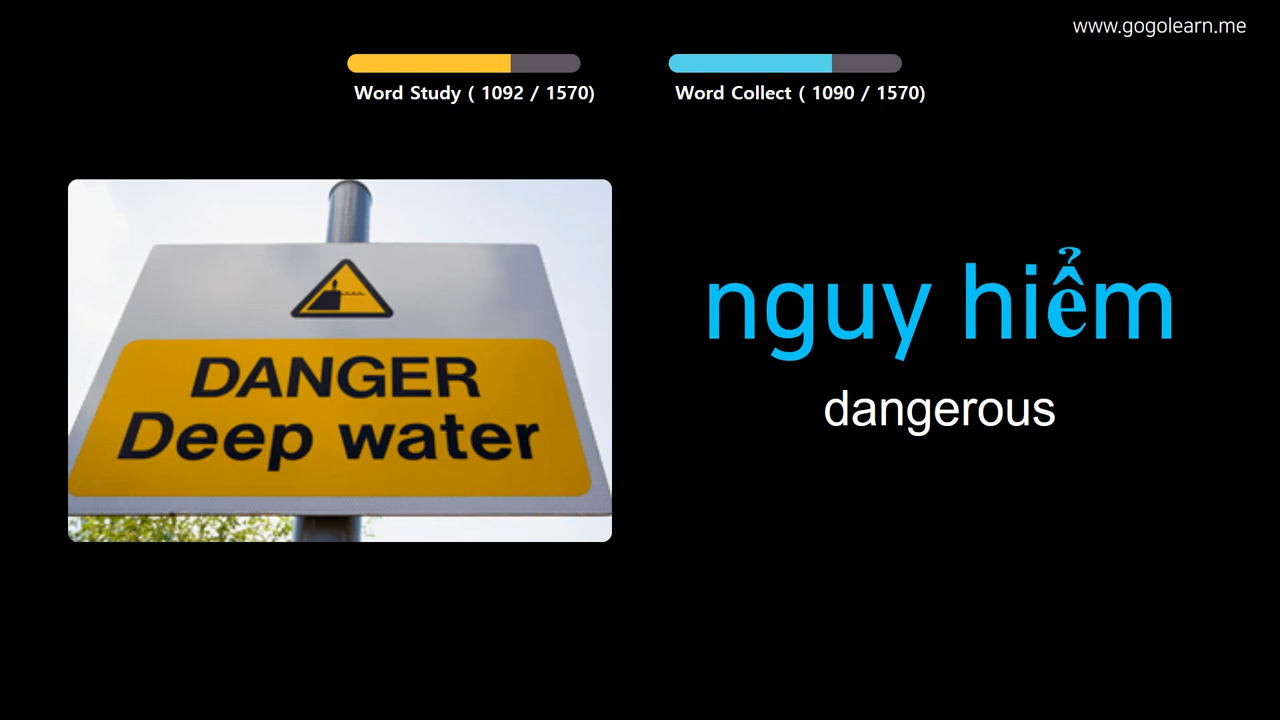 www.gogolearn.me
Word Study ( 1092 / 1570)
Word Collect ( 1090 / 1570)
DANGER
Deep water
nguy hiểm
dangerous